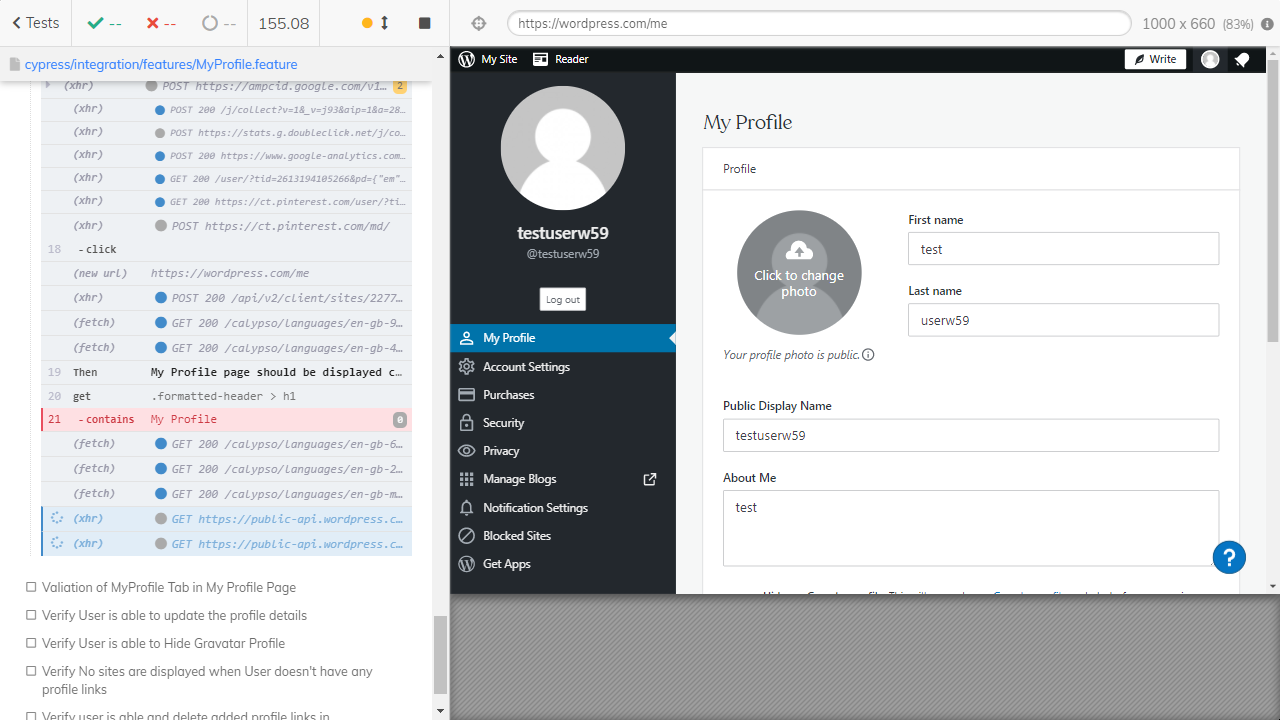 Tests
--
--
--
155.08
https://wordpress.com/me
1000 x 660 (83%)
cypress/integration/features/MyProfile.feature
(xhr) POST https://ampcid.google.com/v1... 2
(xhr) POST 200 /j/collect?v=1&_v=j93&aip=1&a=28...
(xhr) POST https://stats.g.doubleclick.net/j/co...
(xhr) POST 200 https://www.google-analytics.com...
(xhr) GET 200 /user/?tid=2613194105266&pd={"em"...
(xhr) GET 200 https://ct.pinterest.com/user/?ti...
(xhr) POST https://ct.pinterest.com/md/
18 - click
(new url) https://wordpress.com/me
(xhr) POST 200 /api/v2/client/sites/2277...
(fetch) GET 200 /calypso/languages/en-gb-9...
(fetch) GET 200 /calypso/languages/en-gb-4...
19 Then My Profile page should be displayed c...
20 get .formatted-header > h1
21 - contains My Profile 0
(fetch) GET 200 /calypso/languages/en-gb-6...
(fetch) GET 200 /calypso/languages/en-gb-2...
(fetch) GET 200 /calypso/languages/en-gb-m...
(xhr) GET https://public-api.wordpress.c...
(xhr) GET https://public-api.wordpress.c...
Valiation of MyProfile Tab in My Profile Page
Verify User is able to update the profile details
Verify User is able to Hide Gravatar Profile
Verify No sites are displayed when User doesn't have any
profile links
Verify user is able and delete added profile links in
My Site
Reader
Write
testuserw59
@testuserw59
Log out
My Profile
Account Settings
Purchases
Security
Privacy
Manage Blogs
Notification Settings
Blocked Sites
Get Apps
My Profile
Profile
Click to change
photo
Your profile photo is public.
First name
test
Last name
userw59
Public Display Name
testuserw59
About Me
test
?